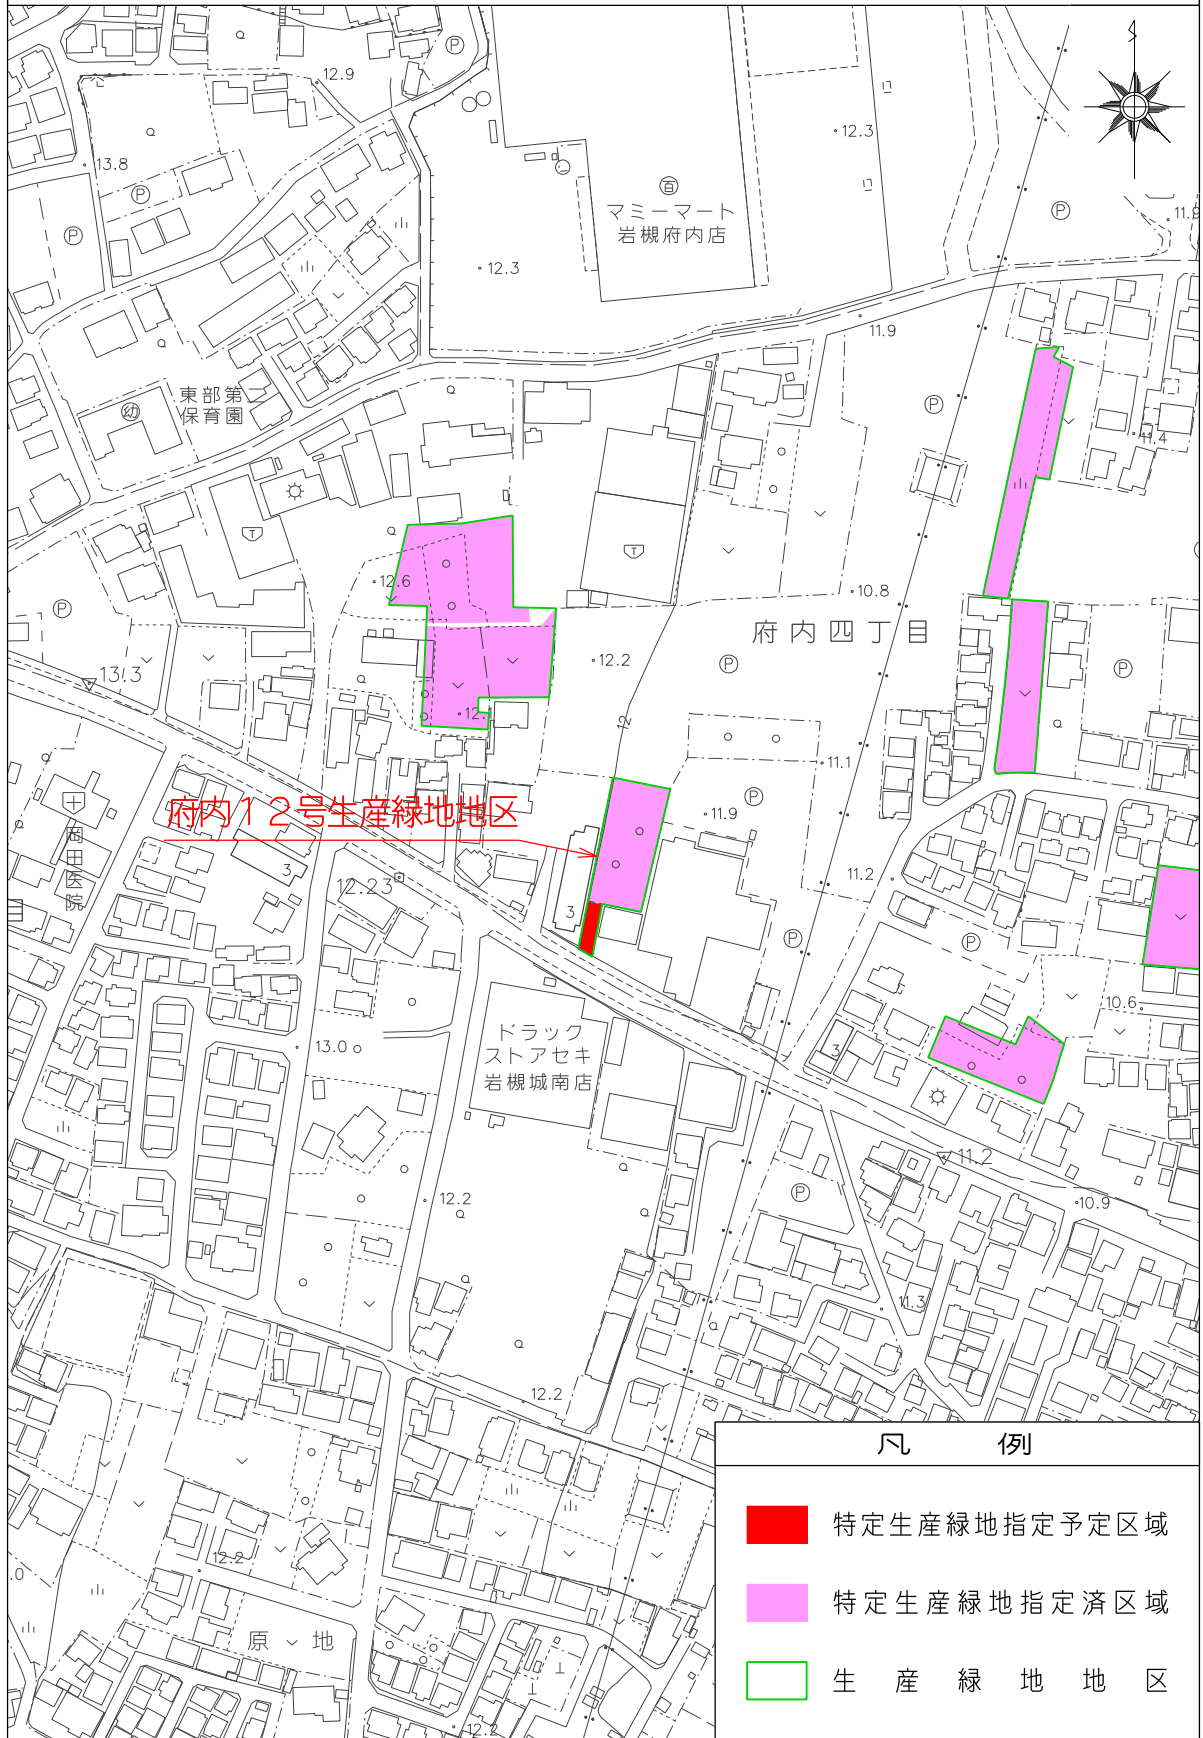 12.9
12.3
13.8
マミーマート
岩槻府内店
12.3
11.9
東部第二
保育園
11.4
12.6
10.8
府内四丁目
12.2
13.3
12
11.1
府内12号生産緑地地区
11.9
岡田医院
3
12.23
11.2
3
10.6
ドラック
ストアセキ
岩槻城南店
13.0
3
11.2
12.2
10.9
11.3
12.2
凡例
特定生産緑地指定予定区域
特定生産緑地指定済区域
生産緑地地区
12.2
原地
12.2